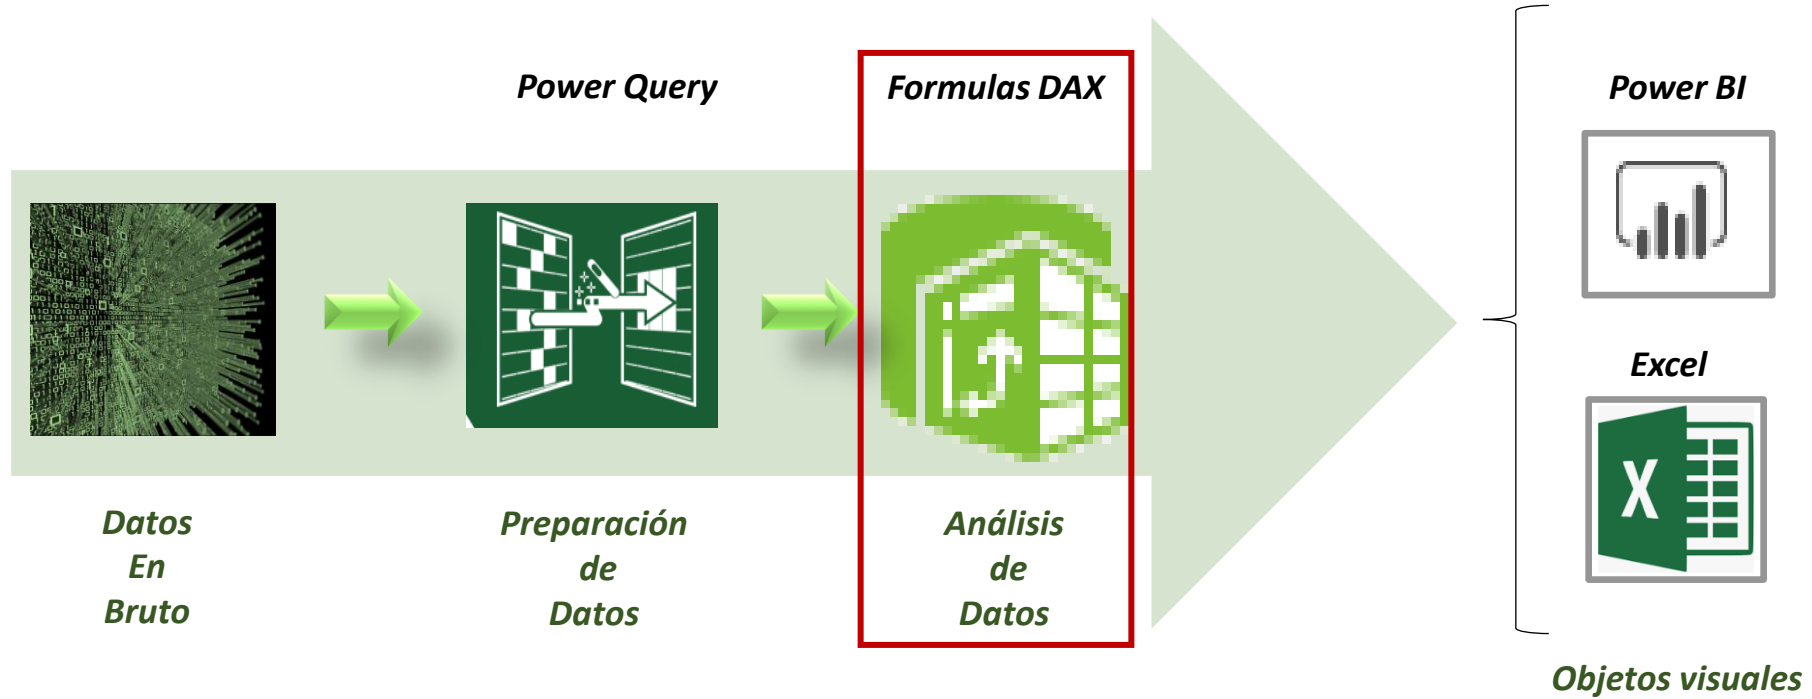 Power Query
Formulas DAX
Power BI
Excel
X
Datos
En
Bruto
Preparación
de
Datos
Análisis
de
Datos
Objetos visuales